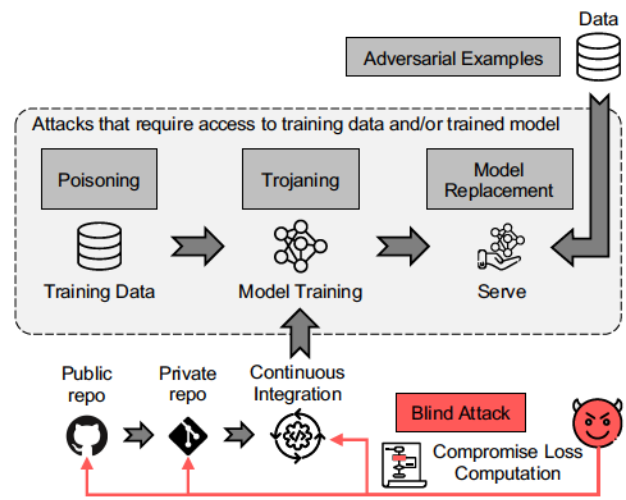 Data
Adversarial Examples
Attacks that require access to training data and/or trained model
Poisoning
Trojaning
Model
Replacement
Training Data
Model Training
Serve
Public
repo
Private
repo
Continuous
Integration
Blind Attack
Compromise Loss
Computation